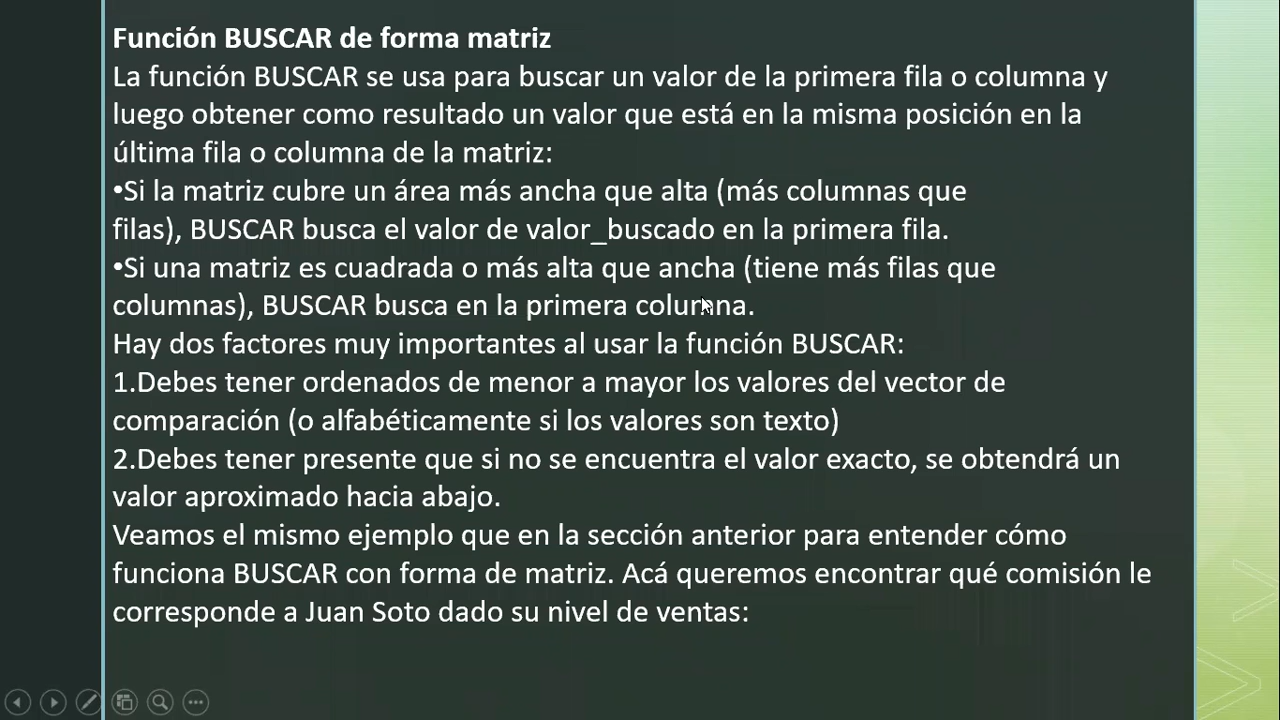 Función BUSCAR de forma matriz
La función BUSCAR se usa para buscar un valor de la primera fila o columna y
luego obtener como resultado un valor que está en la misma posición en la
última fila o columna de la matriz:
•Si la matriz cubre un área más ancha que alta (más columnas que
filas), BUSCAR busca el valor de valor_buscado en la primera fila.
•Si una matriz es cuadrada o más alta que ancha (tiene más filas que
columnas), BUSCAR busca en la primera columna.
Hay dos factores muy importantes al usar la función BUSCAR:
1.Debes tener ordenados de menor a mayor los valores del vector de
comparación (o alfabéticamente si los valores son texto)
2.Debes tener presente que si no se encuentra el valor exacto, se obtendrá un
valor aproximado hacia abajo.
Veamos el mismo ejemplo que en la sección anterior para entender cómo
funciona BUSCAR con forma de matriz. Acá queremos encontrar qué comisión le
corresponde a Juan Soto dado su nivel de ventas: